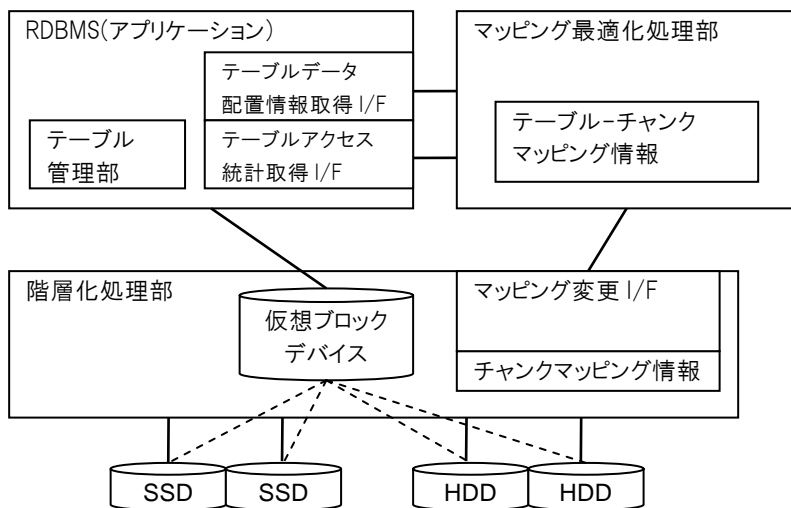 RDBMS(アプリケーション)
テーブルデータ
配置情報取得 I/F
テーブルアクセス
統計取得 I/F
テーブル
管理部
マッピング最適化処理部
テーブル-チャンク
マッピング情報
階層化処理部
仮想ブロック
デバイス
マッピング変更 I/F
チャンクマッピング情報
SSD
SSD
HDD
HDD